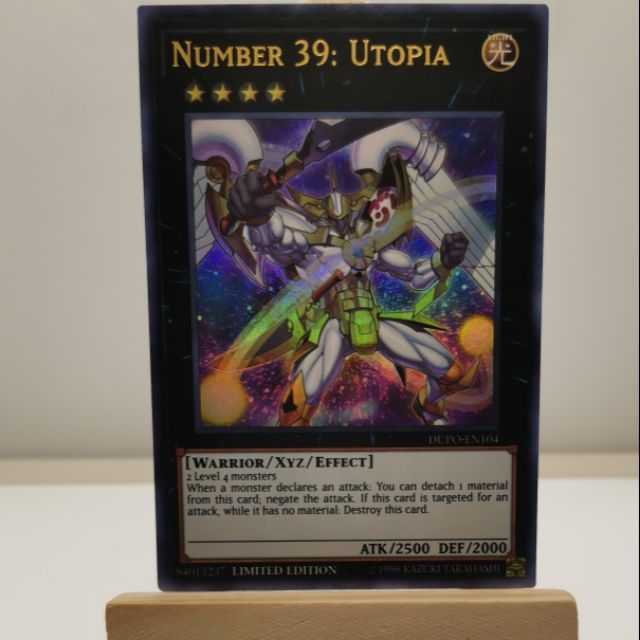 NUMBER 39: UTOPIA
光
DUPO-EN104
[WARRIOR/XYZ/EFFECT]
2 Level 4 monsters
When a monster declares an attack: You can detach 1 material
from this card; negate the attack. If this card is targeted for an
attack, while it has no material: Destroy this card.
ATK/2500 DEF/2000
84013237 LIMITED EDITION ©1996 KAZUKI TAKAHASHI